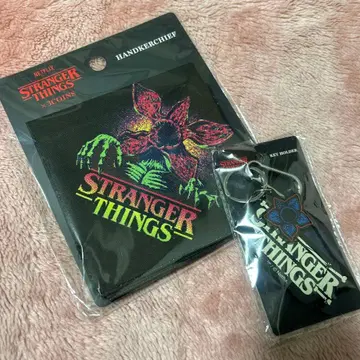 NETFLIX
STRANGER
THINGS
HANDKERCHIEF
STRANGER
THINGS
KEY HOLDER
STRANGER
THINGS